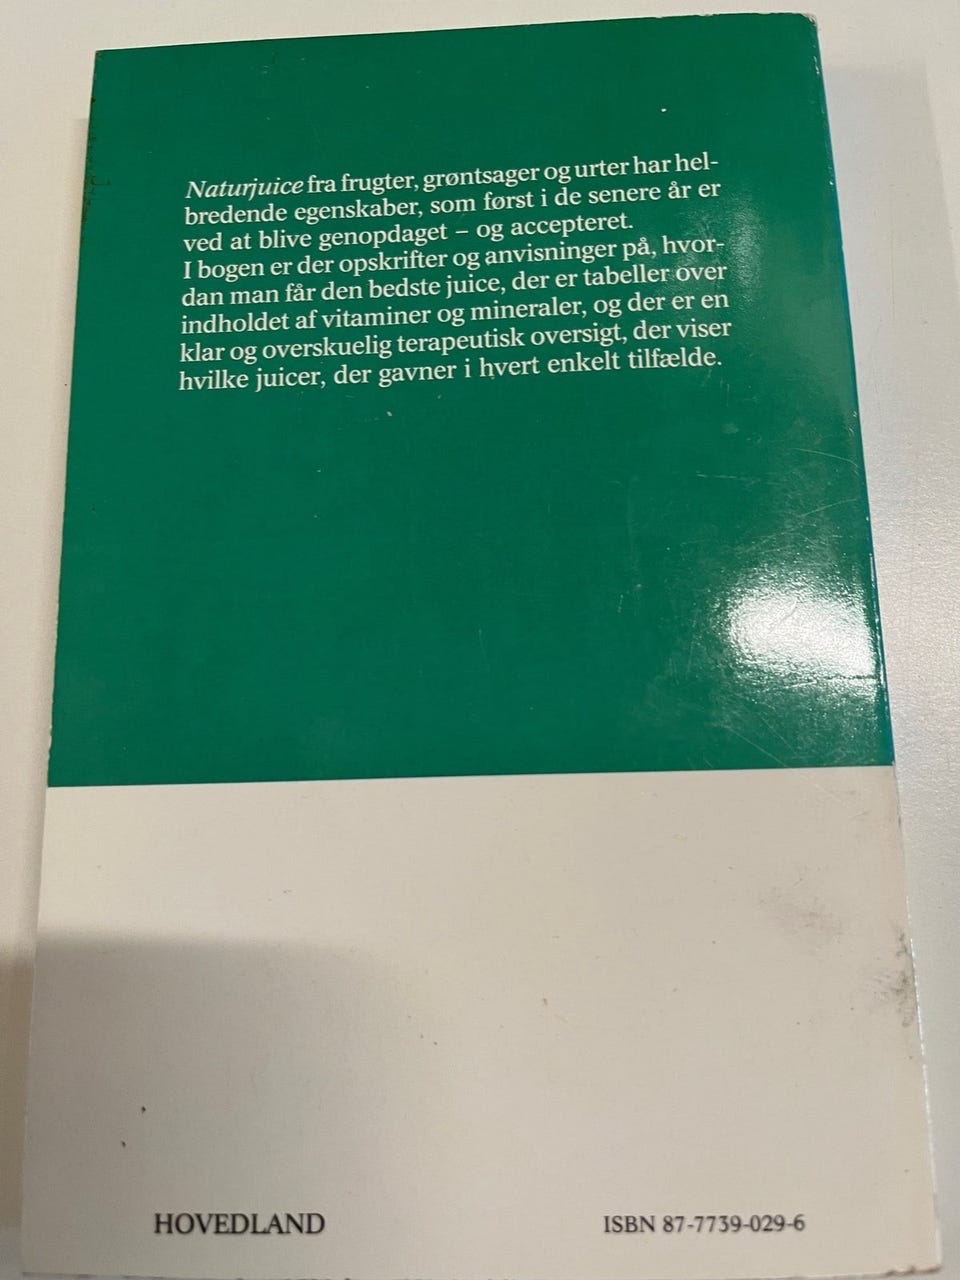 Naturjuice fra frugter, grøntsager og urter har hel-
bredende egenskaber, som først i de senere år er
ved at blive genopdaget – og accepteret.
I bogen er der opskrifter og anvisninger på, hvor-
dan man får den bedste juice, der er tabeller over
indholdet af vitaminer og mineraler, og der er en
klar og overskuelig terapeutisk oversigt, der viser
hvilke juicer, der gavner i hvert enkelt tilfælde.
HOVEDLAND
ISBN 87-7739-029-6